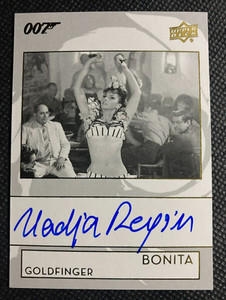 007
UPPER DECK
Nadja Regin
BONITA
GOLDFINGER